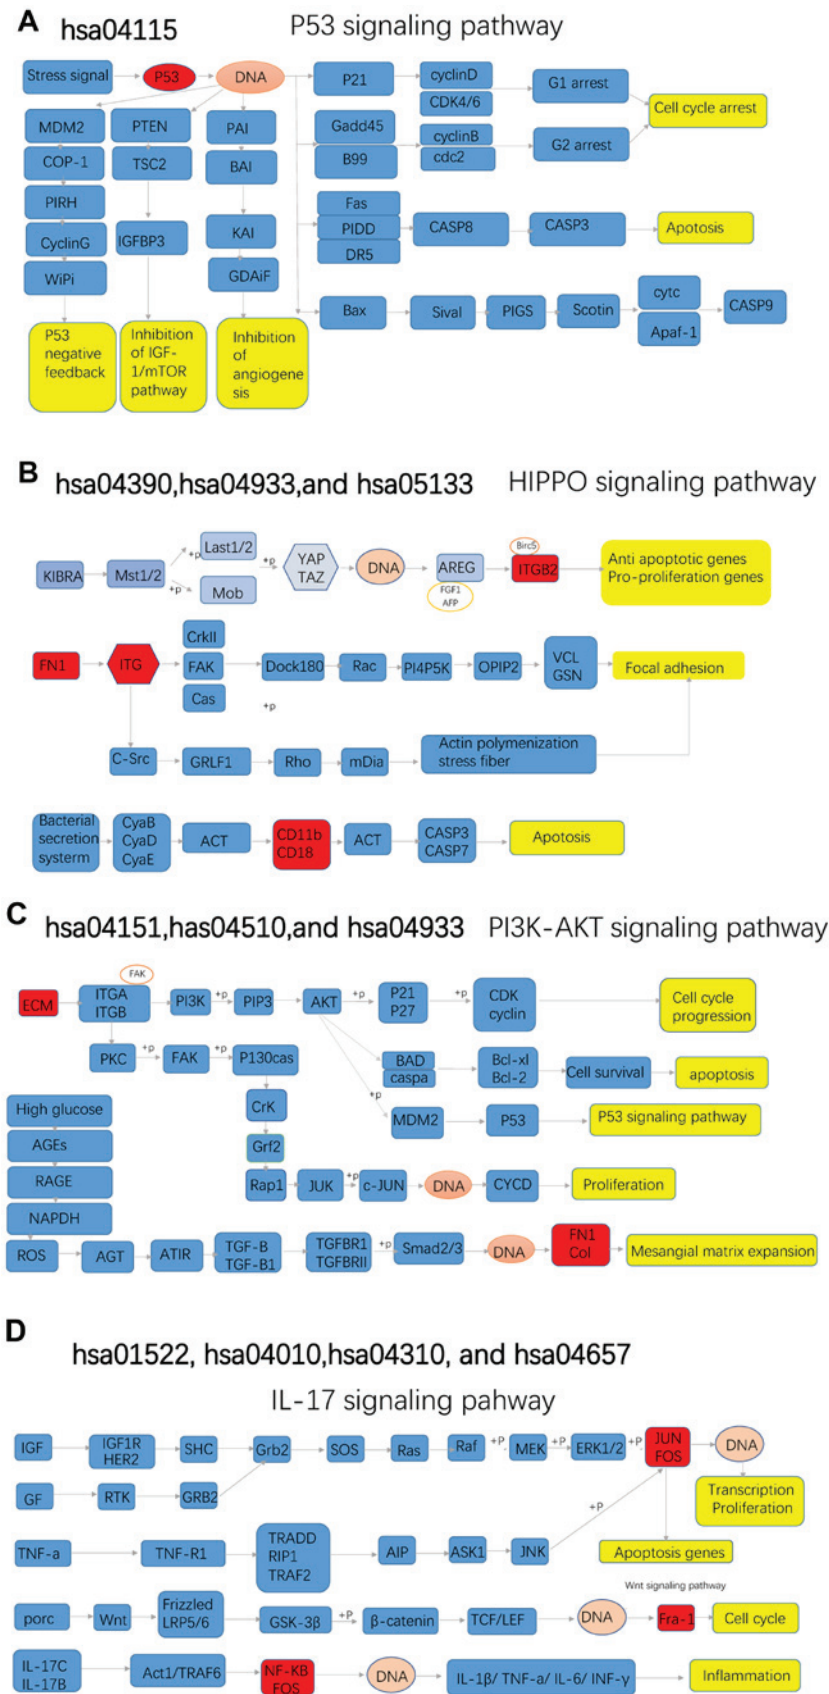 A
hsa04115
P53 signaling pathway
Stress signal
P53
DNA
P21
cyclinD
CDK4/6
G1 arrest
Cell cycle arrest
MDM2
PTEN
PAI
Gadd45
B99
cyclinB
cdc2
G2 arrest
COP-1
TSC2
BAI
PIRH
Fas
PIDD
DR5
CASP8
CASP3
Apotosis
CyclinG
IGFBP3
KAI
WiPi
GDAiF
Bax
Sival
PIGS
Scotin
cytc
Apaf-1
CASP9
P53
negative
feedback
Inhibition
of IGF-
1/mTOR
pathway
Inhibition
of
angiogene
sis
B
hsa04390,hsa04933,and hsa05133
HIPPO signaling pathway
KIBRA
Mst1/2
+p
+p
Last1/2
Mob
+p
YAP
TAZ
DNA
AREG
FGF1
AFP
Birc5
ITGB2
Anti apoptotic genes
Pro-proliferation genes
FN1
ITG
CrkII
FAK
Cas
Dock180
Rac
PI4P5K
OPIP2
VCL
GSN
Focal adhesion
+p
C-Src
GRLF1
Rho
mDia
Actin polymenization
stress fiber
Bacterial
secretion
systerm
CyaB
CyaD
CyaE
ACT
CD11b
CD18
ACT
CASP3
CASP7
Apotosis
C
hsa04151,has04510,and hsa04933
PI3K-AKT signaling pathway
FAK
ECM
ITGA
ITGB
PI3K
+p
PIP3
AKT
+p
P21
P27
+p
CDK
cyclin
Cell cycle
progression
PKC
+p
FAK
+p
P130cas
BAD
caspa
Bcl-xl
Bcl-2
Cell survival
apoptosis
+p
High glucose
CrK
MDM2
P53
P53 signaling pathway
AGEs
Grf2
RAGE
Rap1
JUK
+p
c-JUN
DNA
CYCD
Proliferation
NAPDH
ROS
AGT
ATIR
TGF-B
TGF-B1
TGFBR1
TGFBRII
+p
Smad2/3
DNA
FN1
Col
Mesangial matrix expansion
D
hsa01522, hsa04010,hsa04310, and hsa04657
IL-17 signaling pahway
IGF
IGF1R
HER2
SHC
Grb2
SOS
Ras
Raf
+P
MEK
+P
ERK1/2
+P
JUN
FOS
DNA
GF
RTK
GRB2
Transcription
Proliferation
+P
TNF-a
TNF-R1
TRADD
RIP1
TRAF2
AIP
ASK1
JNK
Apoptosis genes
Wnt signaling pathway
porc
Wnt
Frizzled
LRP5/6
GSK-3β
+P
β-catenin
TCF/LEF
DNA
Fra-1
Cell cycle
IL-17C
IL-17B
Act1/TRAF6
NF-KB
FOS
DNA
IL-1β/ TNF-a/ IL-6/ INF-γ
Inflammation